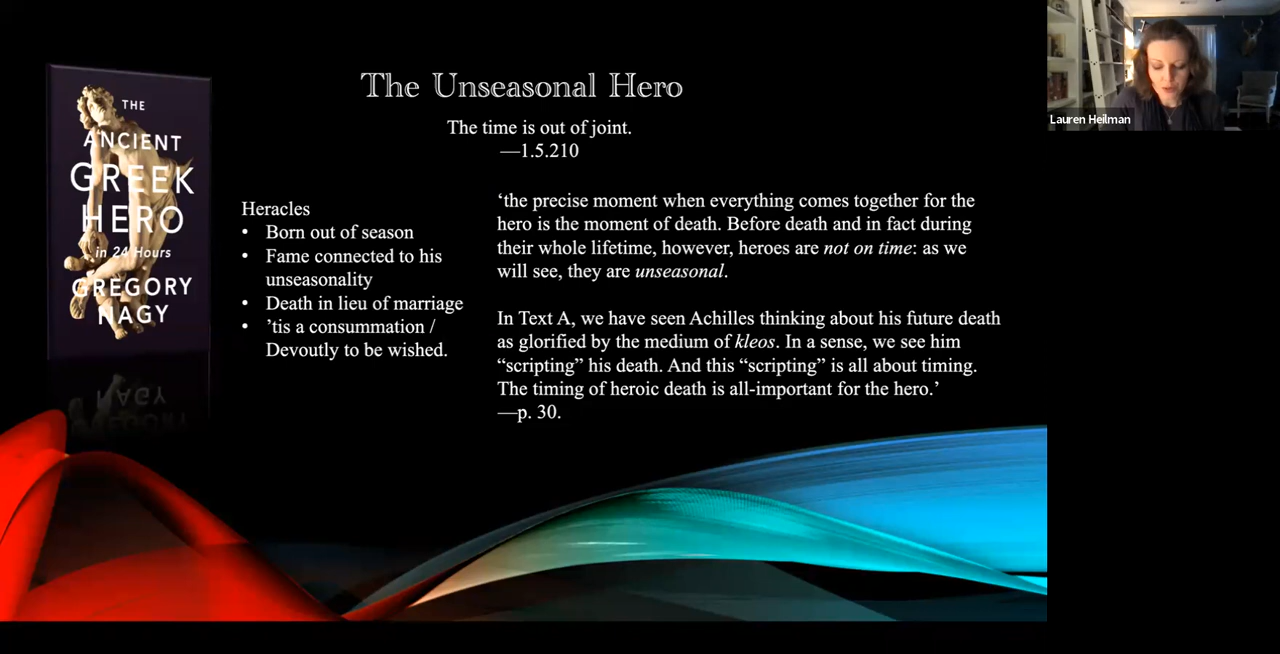 The Unseasonal Hero
The time is out of joint.
—1.5.210
THE
ANCIENT
GREEK
HERO
in 24 Hours
GREGORY
NAGY
Heracles
• Born out of season
• Fame connected to his
unseasonality
• Death in lieu of marriage
• ’tis a consummation /
Devoutly to be wished.
‘the precise moment when everything comes together for the
hero is the moment of death. Before death and in fact during
their whole lifetime, however, heroes are not on time: as we
will see, they are unseasonal.
In Text A, we have seen Achilles thinking about his future death
as glorified by the medium of kleos. In a sense, we see him
“scripting” his death. And this “scripting” is all about timing.
The timing of heroic death is all-important for the hero.’
—p. 30.
Lauren Heilman